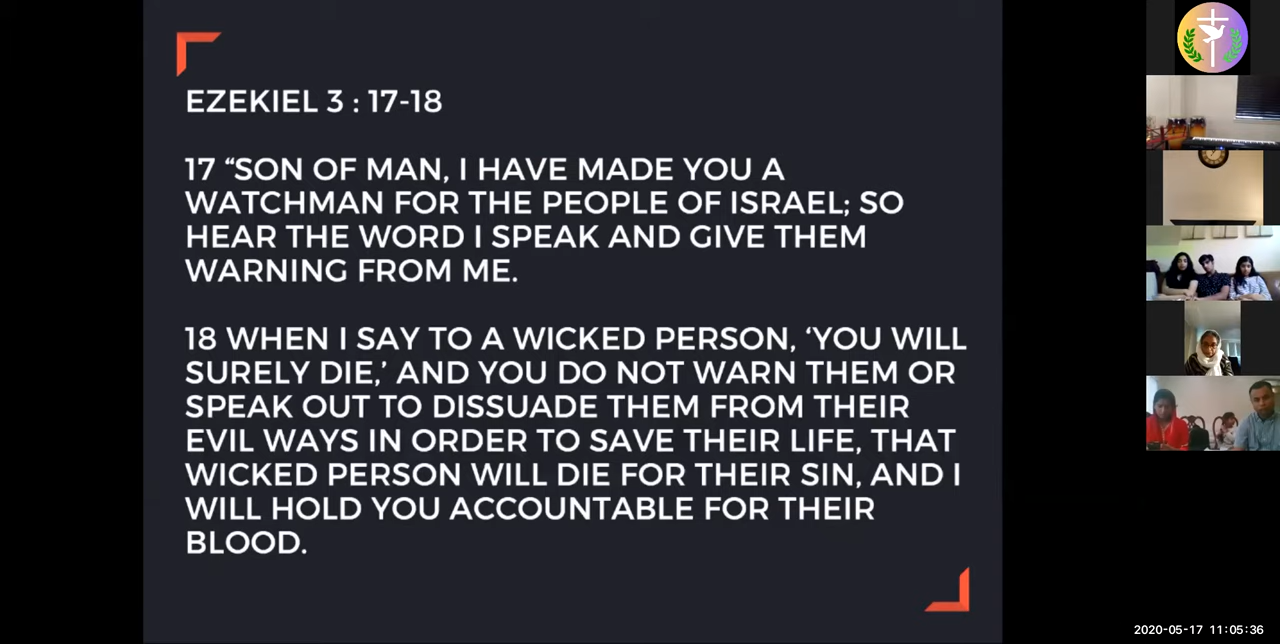 EZEKIEL 3 : 17-18
17 “SON OF MAN, I HAVE MADE YOU A
WATCHMAN FOR THE PEOPLE OF ISRAEL; SO
HEAR THE WORD I SPEAK AND GIVE THEM
WARNING FROM ME.
18 WHEN I SAY TO A WICKED PERSON, ‘YOU WILL
SURELY DIE,’ AND YOU DO NOT WARN THEM OR
SPEAK OUT TO DISSUADE THEM FROM THEIR
EVIL WAYS IN ORDER TO SAVE THEIR LIFE, THAT
WICKED PERSON WILL DIE FOR THEIR SIN, AND I
WILL HOLD YOU ACCOUNTABLE FOR THEIR
BLOOD.
2020-05-17 11:05:36